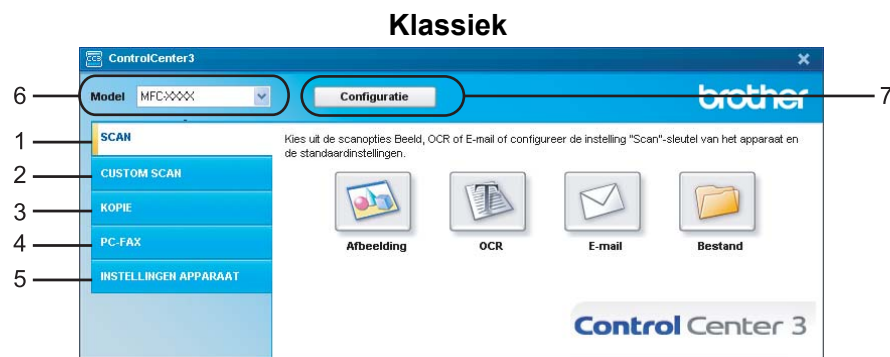 Klassiek
ControlCenter3
6
Model MFC-XXXX
Configuratie
brother
7
1
SCAN
Kies uit de scanopties Beeld, OCR of E-mail of configureer de instelling "Scan"-sleutel van het apparaat en
de standaardinstellingen.
2
CUSTOM SCAN
3
KOPIE
4
PC-FAX
5
INSTELLINGEN APPARAAT
Afbeelding
OCR
E-mail
Bestand
Control Center 3